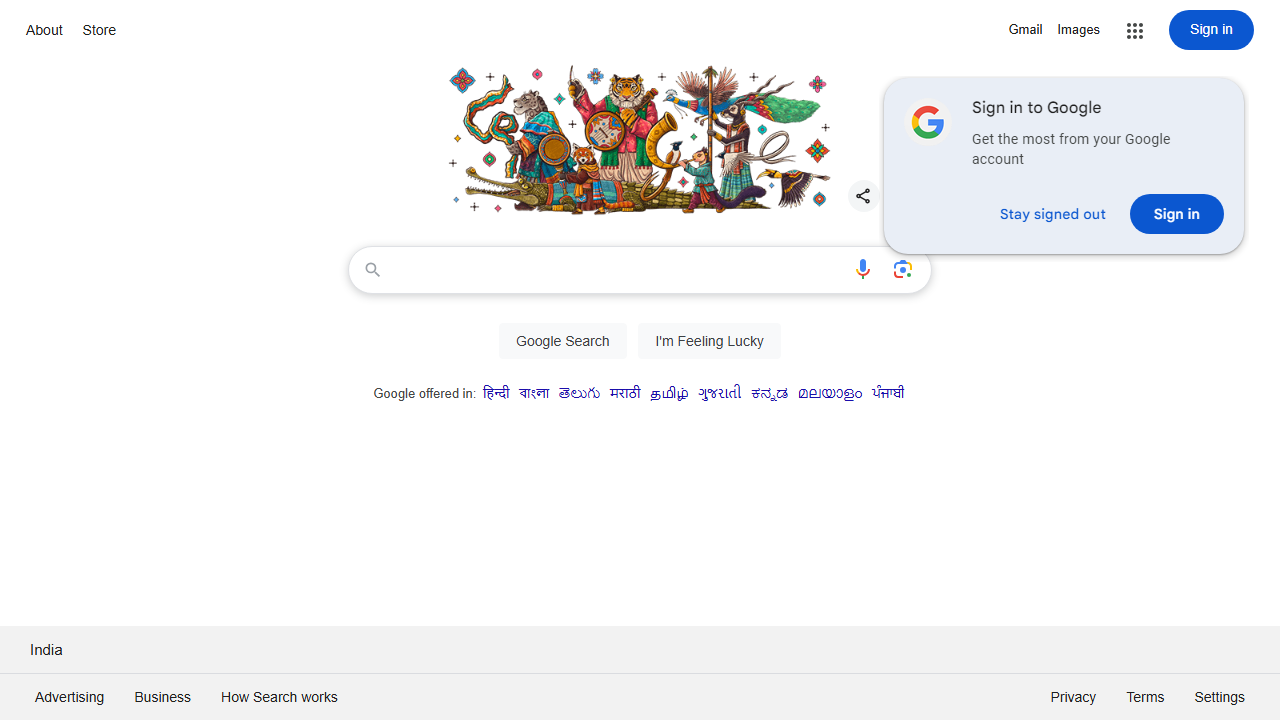 About Store
Gmail Images Sign in
Sign in to Google
Get the most from your Google
account
Stay signed out Sign in
Google Search I'm Feeling Lucky
Google offered in: हिन्दी বাংলা తెలుగు मराठी தமிழ் ગુજરાતી ಕನ್ನಡ മലയാളം ਪੰਜਾਬੀ
India
Advertising Business How Search works Privacy Terms Settings